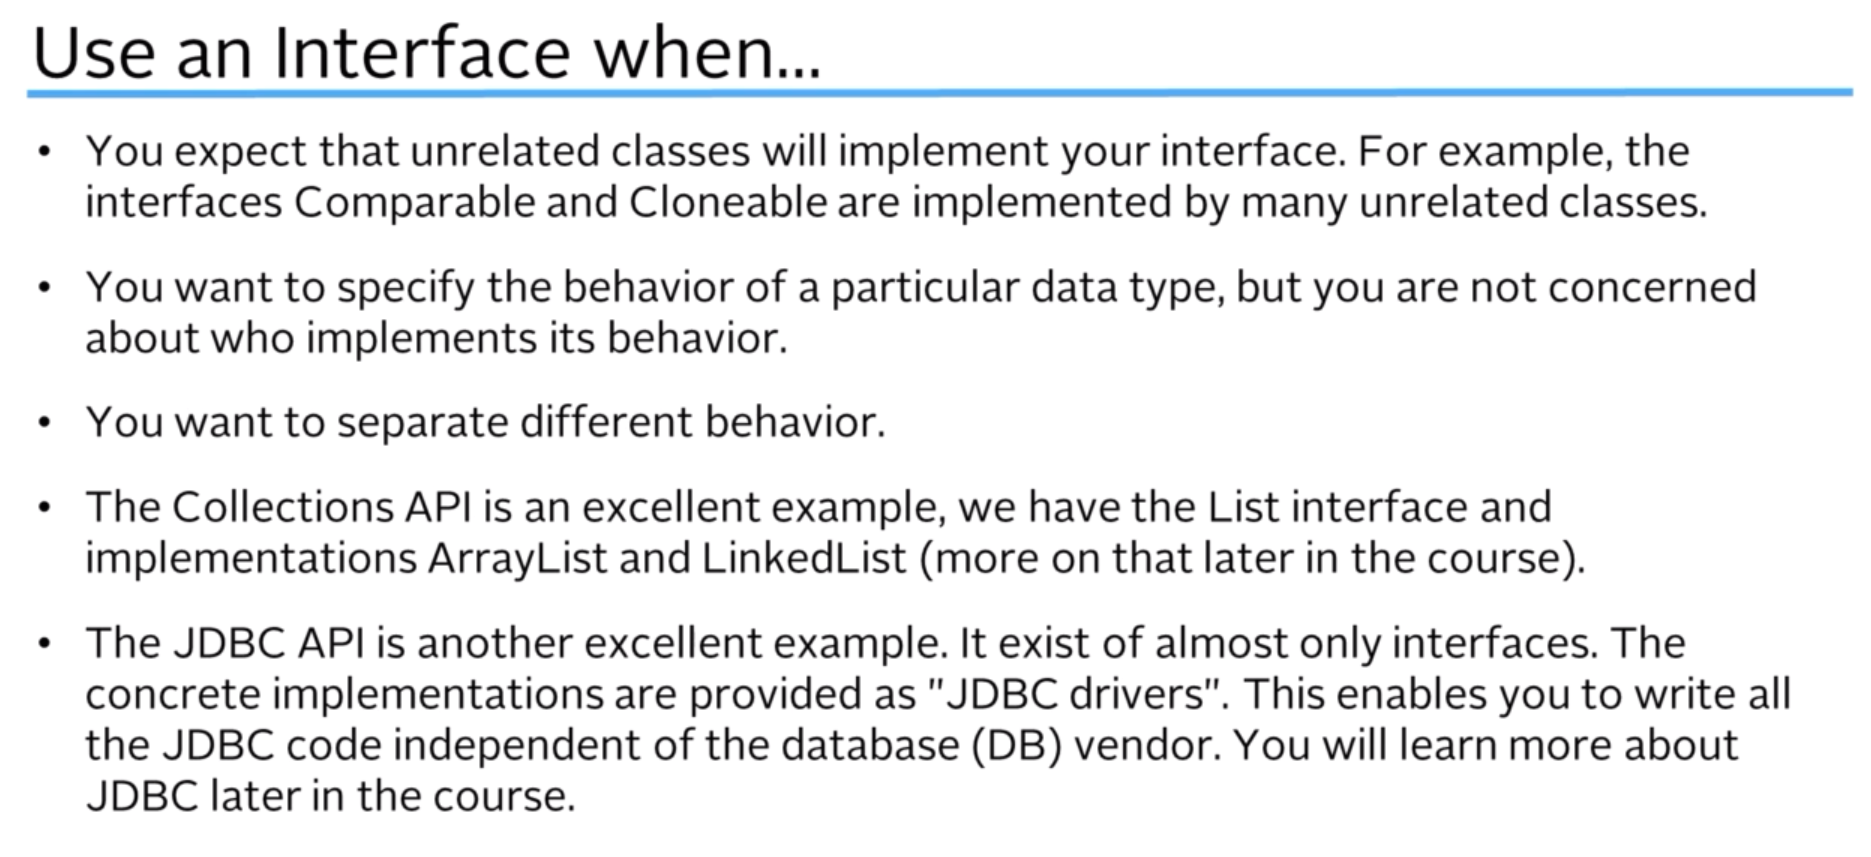 Use an Interface when...
• You expect that unrelated classes will implement your interface. For example, the
interfaces Comparable and Cloneable are implemented by many unrelated classes.
• You want to specify the behavior of a particular data type, but you are not concerned
about who implements its behavior.
• You want to separate different behavior.
• The Collections API is an excellent example, we have the List interface and
implementations ArrayList and LinkedList (more on that later in the course).
• The JDBC API is another excellent example. It exist of almost only interfaces. The
concrete implementations are provided as "JDBC drivers". This enables you to write all
the JDBC code independent of the database (DB) vendor. You will learn more about
JDBC later in the course.